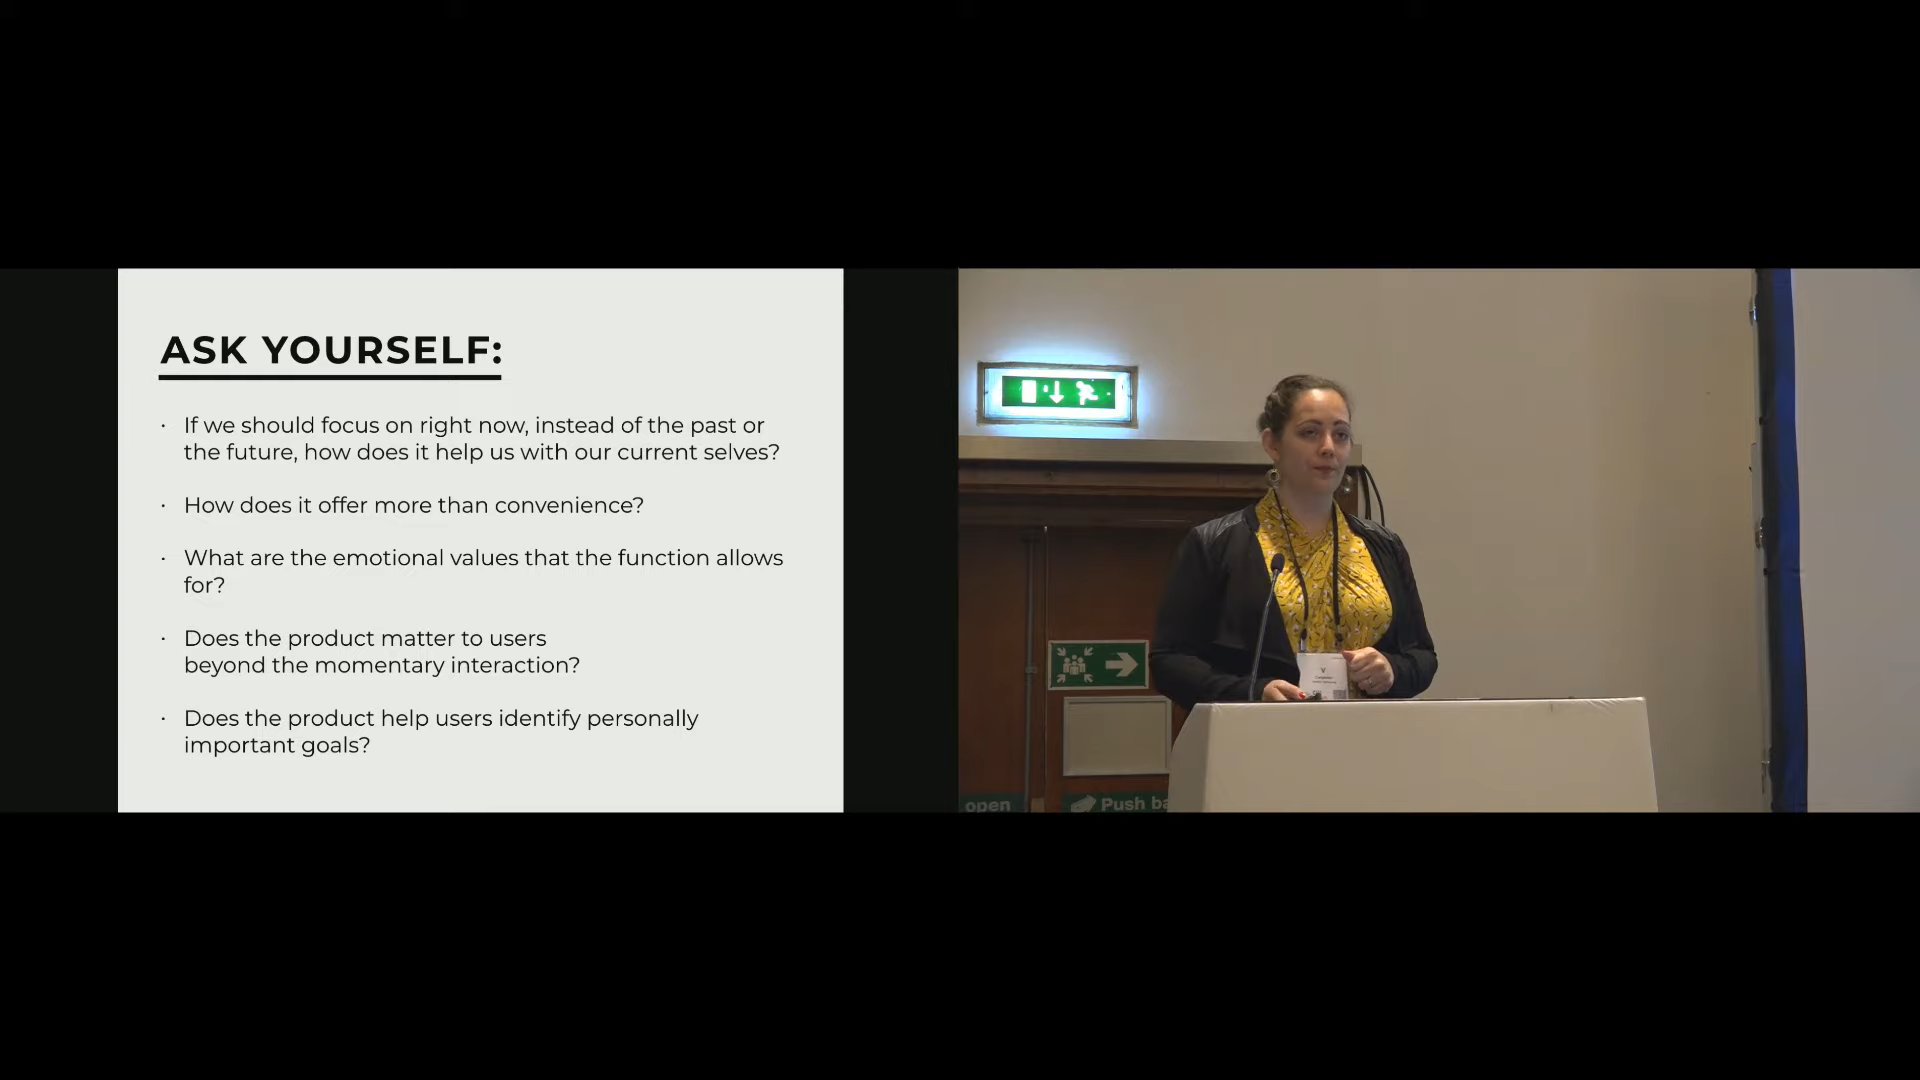 ASK YOURSELF:
· If we should focus on right now, instead of the past or
the future, how does it help us with our current selves?
· How does it offer more than convenience?
· What are the emotional values that the function allows
for?
· Does the product matter to users
beyond the momentary interaction?
· Does the product help users identify personally
important goals?
open
Push ba
V